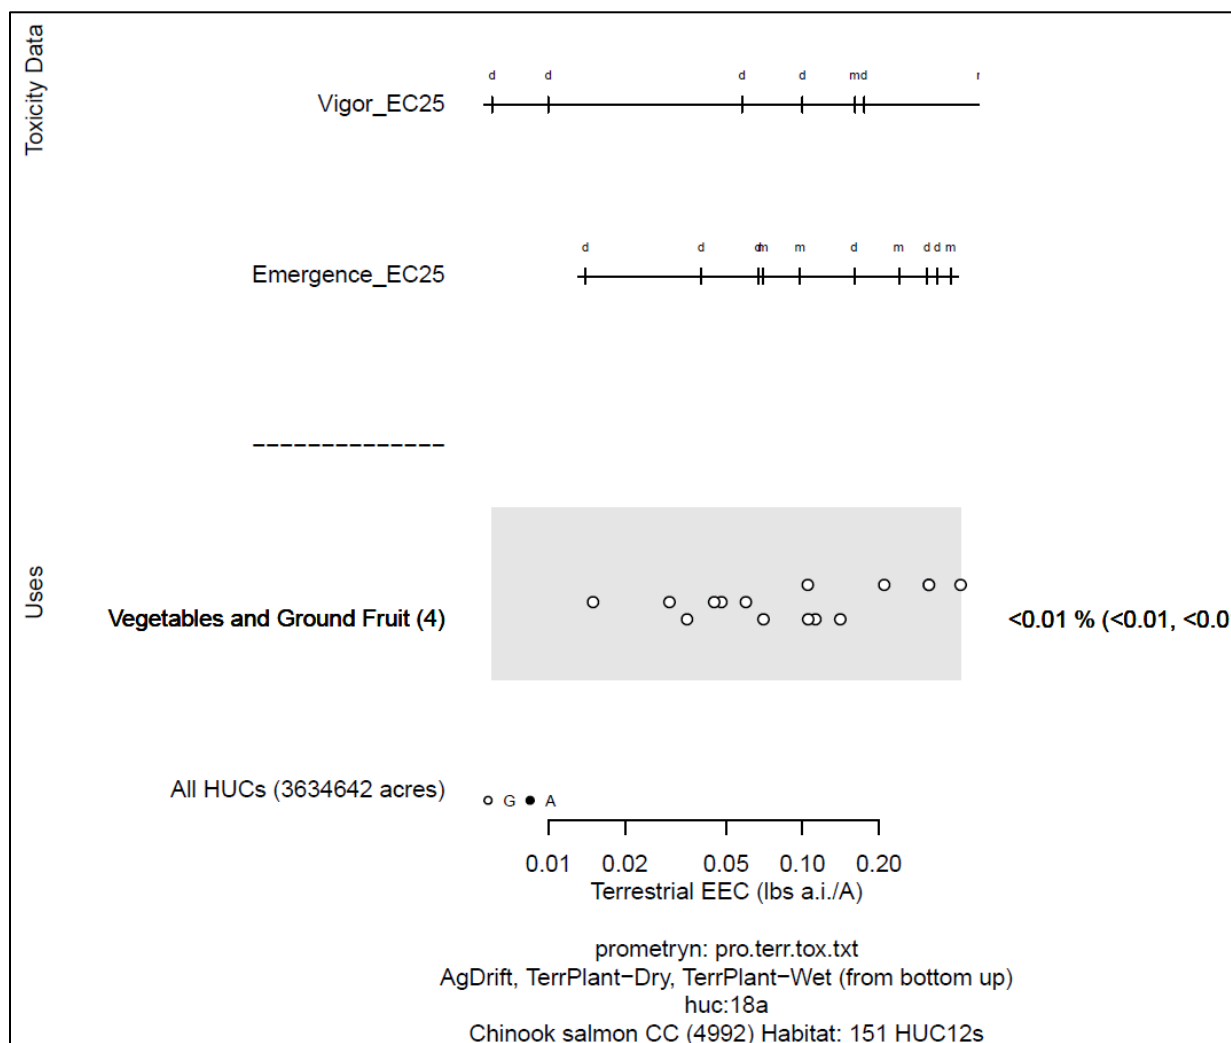 Toxicity Data
d d d d m d
Vigor_EC25
d d m m d m d d m
Emergence_EC25
--------------
Uses
Vegetables and Ground Fruit (4)
<0.01 % (<0.01, <0.0
All HUCs (3634642 acres)
G A
0.01 0.02 0.05 0.10 0.20
Terrestrial EEC (lbs a.i./A)
prometryn: pro.terr.tox.txt
AgDrift, TerrPlant−Dry, TerrPlant−Wet (from bottom up)
huc:18a
Chinook salmon CC (4992) Habitat: 151 HUC12s